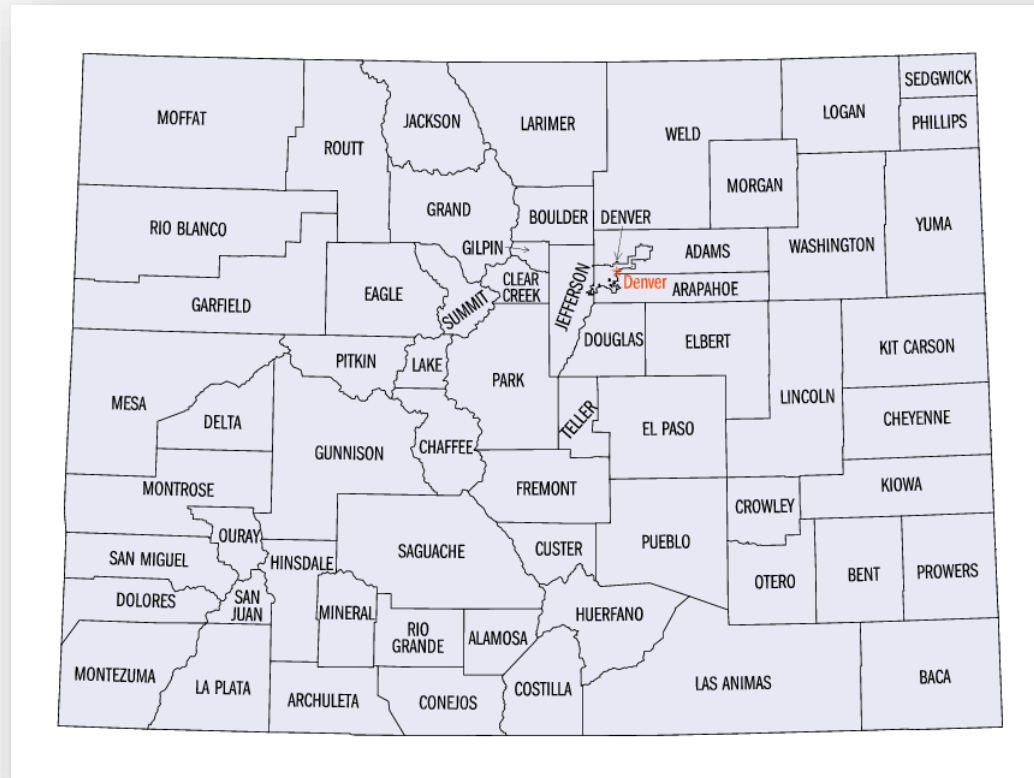 MOFFAT
ROUTT
JACKSON
LARIMER
WELD
LOGAN
SEDGWICK
PHILLIPS
MORGAN
RIO BLANCO
GRAND
BOULDER
DENVER
GILPIN
ADAMS
WASHINGTON
YUMA
GARFIELD
EAGLE
SUMMIT
CLEAR
CREEK
JEFFERSON
Denver
ARAPAHOE
DOUGLAS
ELBERT
KIT CARSON
MESA
PITKIN
LAKE
PARK
LINCOLN
DELTA
GUNNISON
CHAFFEE
TELLER
EL PASO
CHEYENNE
MONTROSE
FREMONT
CROWLEY
KIOWA
OURAY
SAN MIGUEL
HINSDALE
SAGUACHE
CUSTER
PUEBLO
OTERO
BENT
PROWERS
DOLORES
SAN
JUAN
MINERAL
RIO
GRANDE
ALAMOSA
HUERFANO
MONTEZUMA
LA PLATA
ARCHULETA
CONEJOS
COSTILLA
LAS ANIMAS
BACA